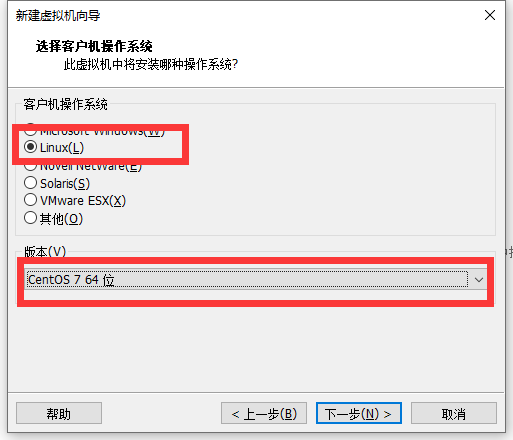 新建虚拟机向导
选择客户机操作系统
此虚拟机中将安装哪种操作系统?
客户机操作系统
Microsoft Windows(W)
Linux(L)
Novell NetWare(E)
Solaris(S)
VMware ESX(X)
其他(O)
版本(V)
CentOS 7 64 位
帮助
< 上一步(B)
下一步(N) >
取消